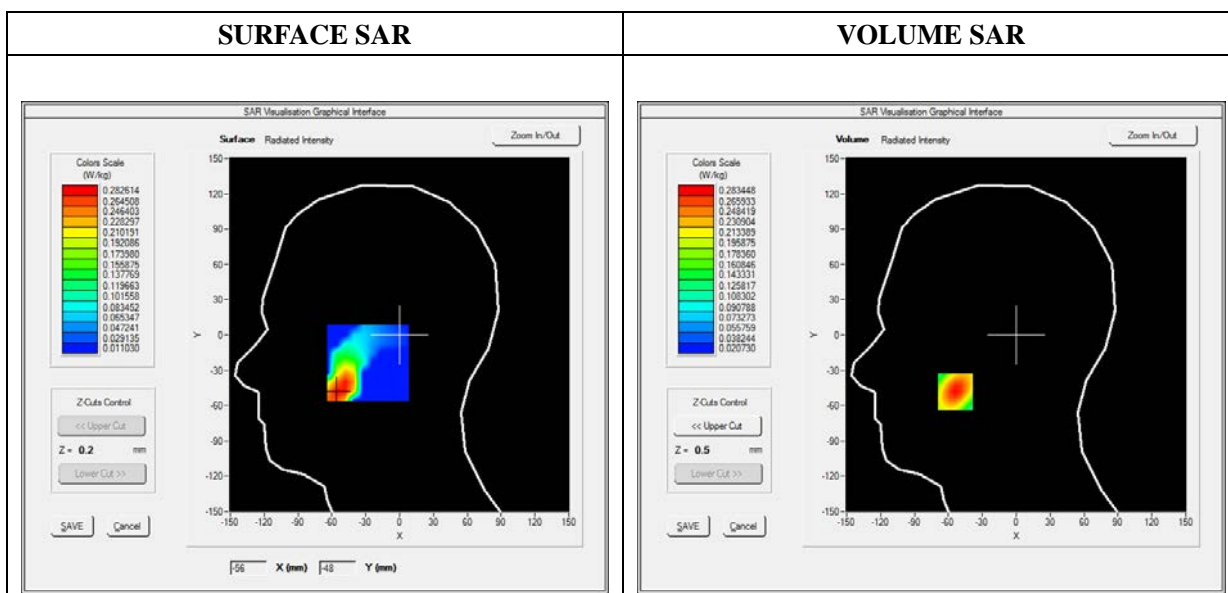 SURFACE SAR
SAR Visualisation Graphical Interface
Surface Radiated Intensity
Zoom In/Out
Colors Scale
(W/kg)
0.282614
0.264508
0.246403
0.228297
0.210191
0.192086
0.173980
0.155875
0.137769
0.119663
0.101558
0.083452
0.065347
0.047241
0.029135
0.011030
Z-Cuts Control
<< Upper Cut
Z = 0.2 mm
Lower Cut >>
SAVE Cancel
150
120
90
60
30
0
-30
-60
-90
-120
-150
Y
-150 -120 -90 -60 -30 0 30 60 90 120 150
X
-56 X (mm) -48 Y (mm)
VOLUME SAR
SAR Visualisation Graphical Interface
Volume Radiated Intensity
Zoom In/Out
Colors Scale
(W/kg)
0.283448
0.265933
0.248419
0.230904
0.213389
0.195875
0.178360
0.160846
0.143331
0.125817
0.108302
0.090788
0.073273
0.055759
0.038244
0.020730
Z-Cuts Control
<< Upper Cut
Z = 0.5 mm
Lower Cut >>
SAVE Cancel
150
120
90
60
30
0
-30
-60
-90
-120
-150
Y
-150 -120 -90 -60 -30 0 30 60 90 120 150
X